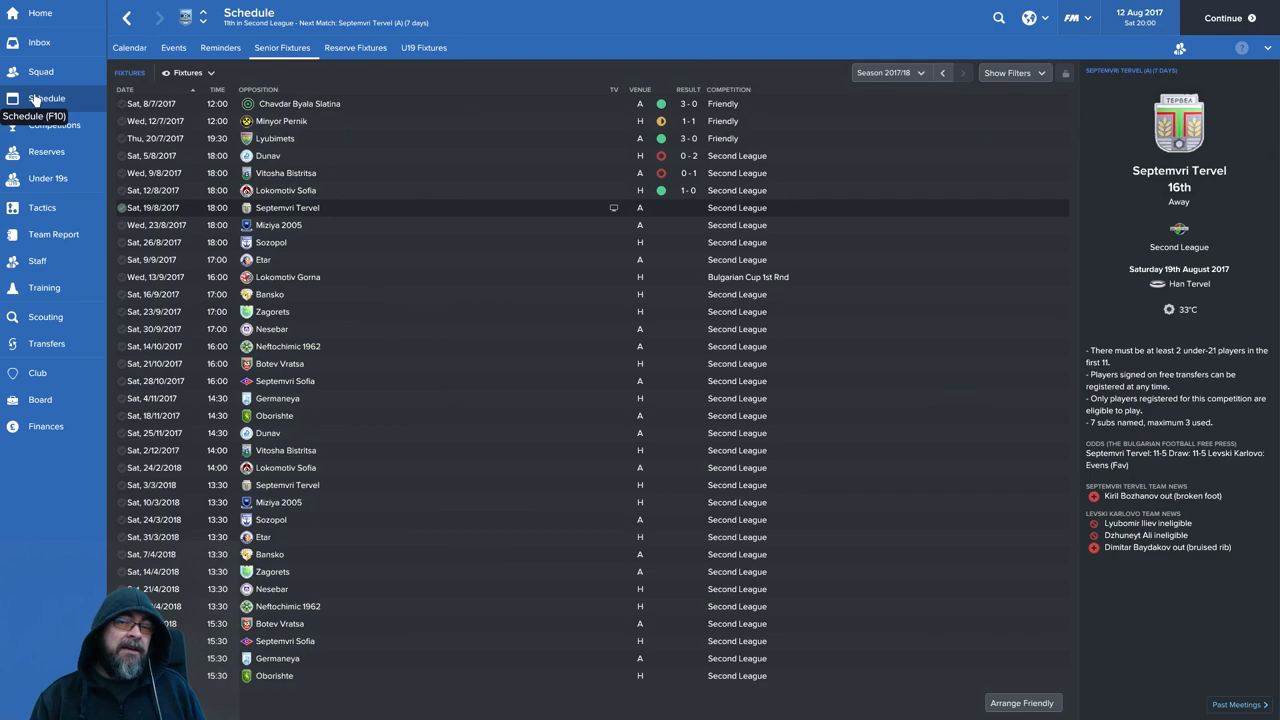 Home
Inbox
Squad
Schedule
Schedule (F10)
Competitions
Reserves
Under 19s
Tactics
Team Report
Staff
Training
Scouting
Transfers
Club
Board
Finances
Schedule
11th in Second League - Next Match: Septemvri Tervel (A) (7 days)
FM
12 Aug 2017
Sat 20:00
Continue
Calendar Events Reminders Senior Fixtures Reserve Fixtures U19 Fixtures
FIXTURES Fixtures Season 2017/18 Show Filters
DATE TIME OPPOSITION TV VENUE RESULT COMPETITION
Sat, 8/7/2017 12:00 Chavdar Byala Slatina A 3 - 0 Friendly
Wed, 12/7/2017 12:00 Minyor Pernik H 1 - 1 Friendly
Thu, 20/7/2017 19:30 Lyubimets A 3 - 0 Friendly
Sat, 5/8/2017 18:00 Dunav H 0 - 2 Second League
Wed, 9/8/2017 18:00 Vitosha Bistritsa A 0 - 1 Second League
Sat, 12/8/2017 18:00 Lokomotiv Sofia H 1 - 0 Second League
Sat, 19/8/2017 18:00 Septemvri Tervel A Second League
Wed, 23/8/2017 18:00 Miziya 2005 A Second League
Sat, 26/8/2017 18:00 Sozopol H Second League
Sat, 9/9/2017 17:00 Etar A Second League
Wed, 13/9/2017 16:00 Lokomotiv Gorna H Bulgarian Cup 1st Rnd
Sat, 16/9/2017 17:00 Bansko H Second League
Sat, 23/9/2017 17:00 Zagorets H Second League
Sat, 30/9/2017 17:00 Nesebar A Second League
Sat, 14/10/2017 16:00 Neftochimic 1962 A Second League
Sat, 21/10/2017 16:00 Botev Vratsa H Second League
Sat, 28/10/2017 16:00 Septemvri Sofia A Second League
Sat, 4/11/2017 14:30 Germaneya H Second League
Sat, 18/11/2017 14:30 Oborishte A Second League
Sat, 25/11/2017 14:30 Dunav A Second League
Sat, 2/12/2017 14:00 Vitosha Bistritsa H Second League
Sat, 24/2/2018 14:00 Lokomotiv Sofia A Second League
Sat, 3/3/2018 13:30 Septemvri Tervel H Second League
Sat, 10/3/2018 13:30 Miziya 2005 H Second League
Sat, 24/3/2018 13:30 Sozopol A Second League
Sat, 31/3/2018 13:30 Etar H Second League
Sat, 7/4/2018 13:30 Bansko A Second League
Sat, 14/4/2018 13:30 Zagorets A Second League
21/4/2018 13:30 Nesebar H Second League
/4/2018 13:30 Neftochimic 1962 H Second League
15:30 Botev Vratsa A Second League
15:30 Septemvri Sofia H Second League
15:30 Germaneya A Second League
15:30 Oborishte H Second League
Arrange Friendly
SEPTEMVRI TERVEL (A) (7 DAYS)
ТЕРВЕЛ
Septemvri Tervel
16th
Away
Second League
Saturday 19th August 2017
Han Tervel
33°C
- There must be at least 2 under-21 players in the
first 11.
- Players signed on free transfers can be
registered at any time.
- Only players registered for this competition are
eligible to play.
- 7 subs named, maximum 3 used.
ODDS (THE BULGARIAN FOOTBALL FREE PRESS)
Septemvri Tervel: 11-5 Draw: 11-5 Levski Karlovo:
Evens (Fav)
SEPTEMVRI TERVEL TEAM NEWS
Kiril Bozhanov out (broken foot)
LEVSKI KARLOVO TEAM NEWS
Lyubomir Iliev ineligible
Dzhuneyt Ali ineligible
Dimitar Baydakov out (bruised rib)
Past Meetings